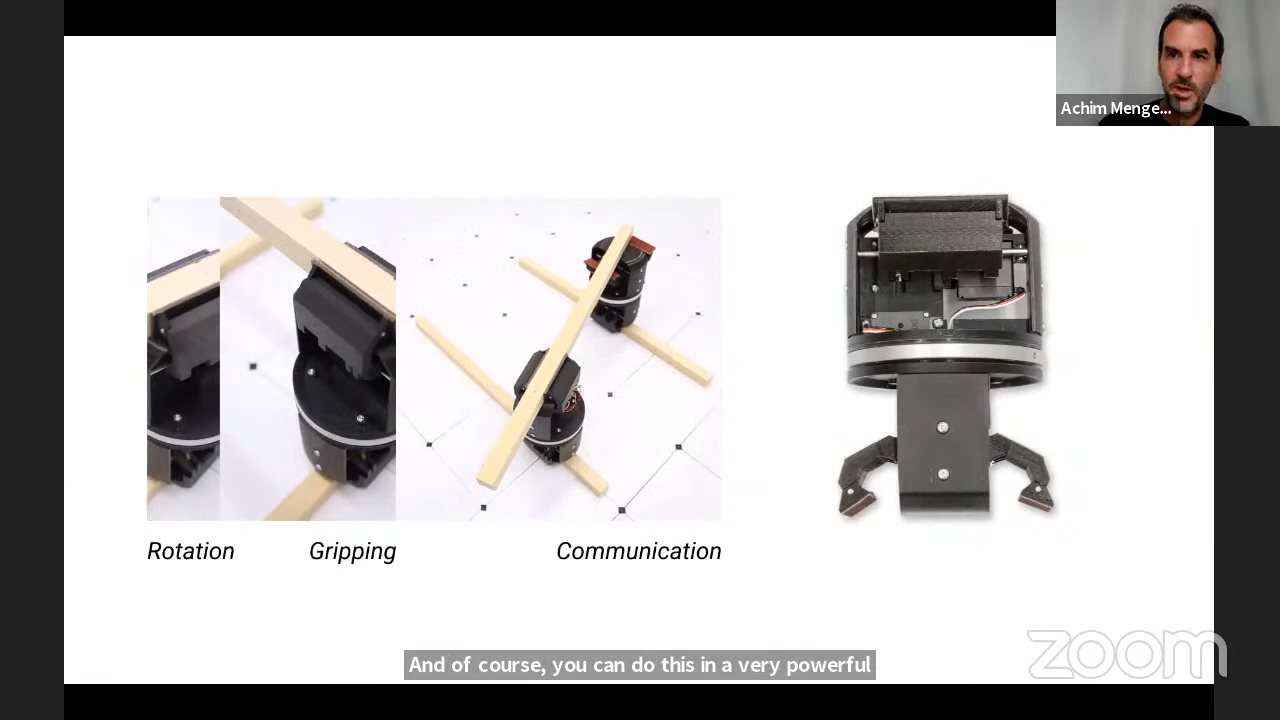 Achim Menge...
Rotation
Gripping
Communication
And of course, you can do this in a very powerful
zoom